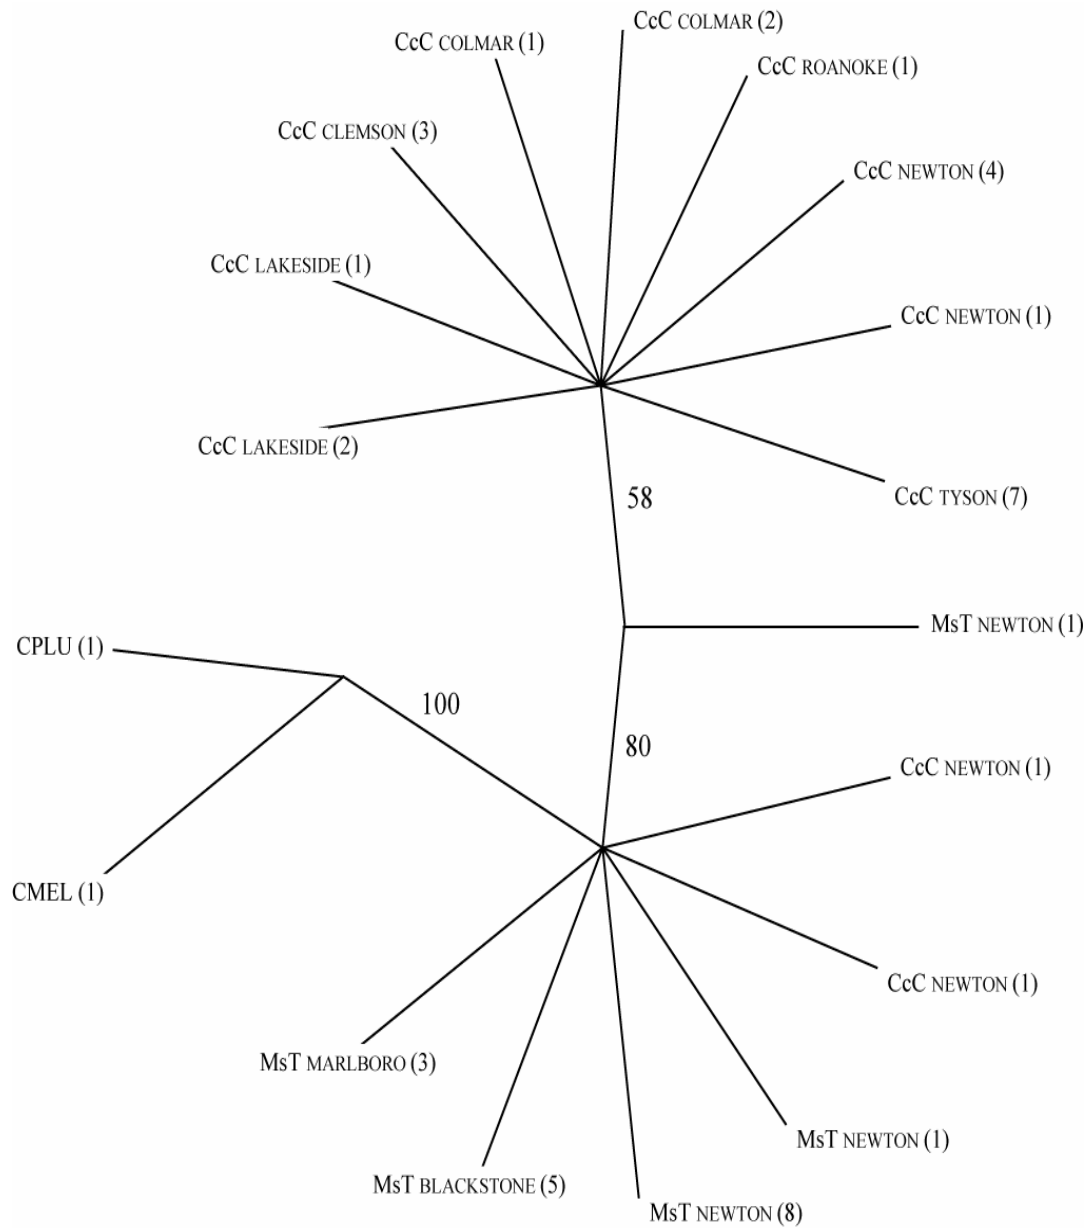 CcC COLMAR (2)
CcC COLMAR (1)
CcC ROANOKE (1)
CcC CLEMSON (3)
CcC NEWTON (4)
CcC LAKESIDE (1)
CcC NEWTON (1)
CcC LAKESIDE (2)
CcC TYSON (7)
58
MsT NEWTON (1)
CPLU (1)
100
80
CcC NEWTON (1)
CMEL (1)
CcC NEWTON (1)
MsT MARLBORO (3)
MsT NEWTON (1)
MsT BLACKSTONE (5)
MsT NEWTON (8)